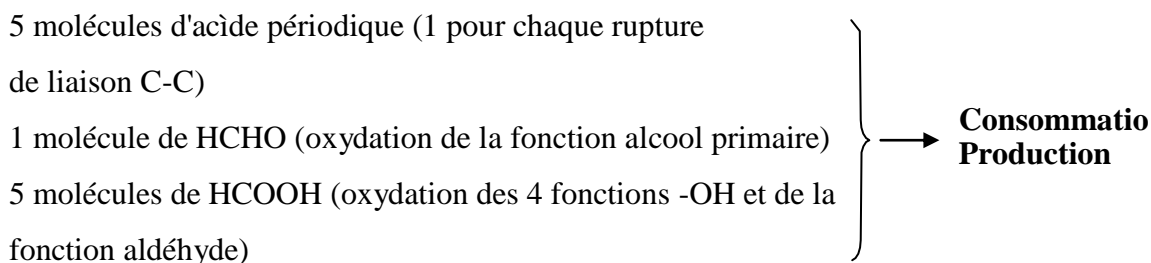 5 molécules d'acìde périodique (1 pour chaque rupture
de liaison C-C)
1 molécule de HCHO (oxydation de la fonction alcool primaire)
5 molécules de HCOOH (oxydation des 4 fonctions -OH et de la
fonction aldéhyde)
Consommatio
Production